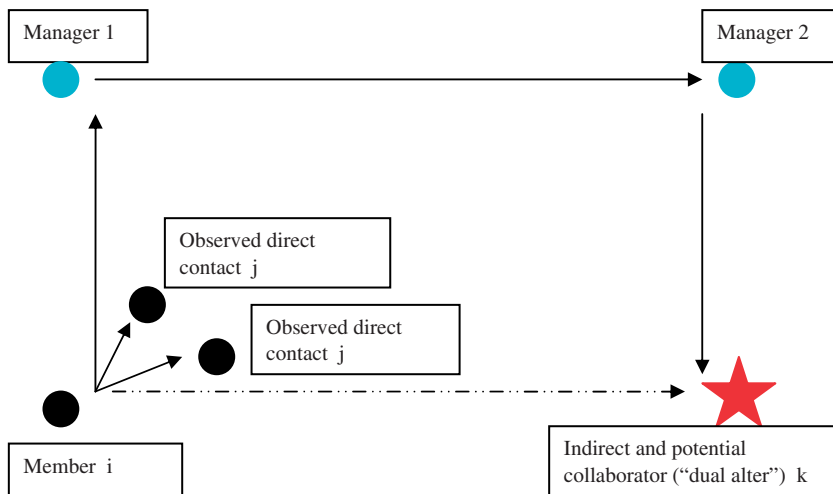 Manager 1
Manager 2
Observed direct
contact j
Observed direct
contact j
Member i
Indirect and potential
collaborator (“dual alter”) k